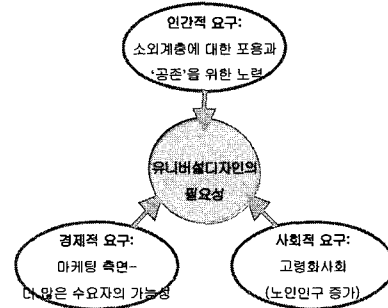 인간적 요구:
소외계층에 대한 포용과
‘공존’을 위한 노력
유니버설디자인의
필요성
경제적 요구:
마케팅 측면-
더 많은 수요자의 가능성
사회적 요구:
고령화사회
(노인인구 증가)